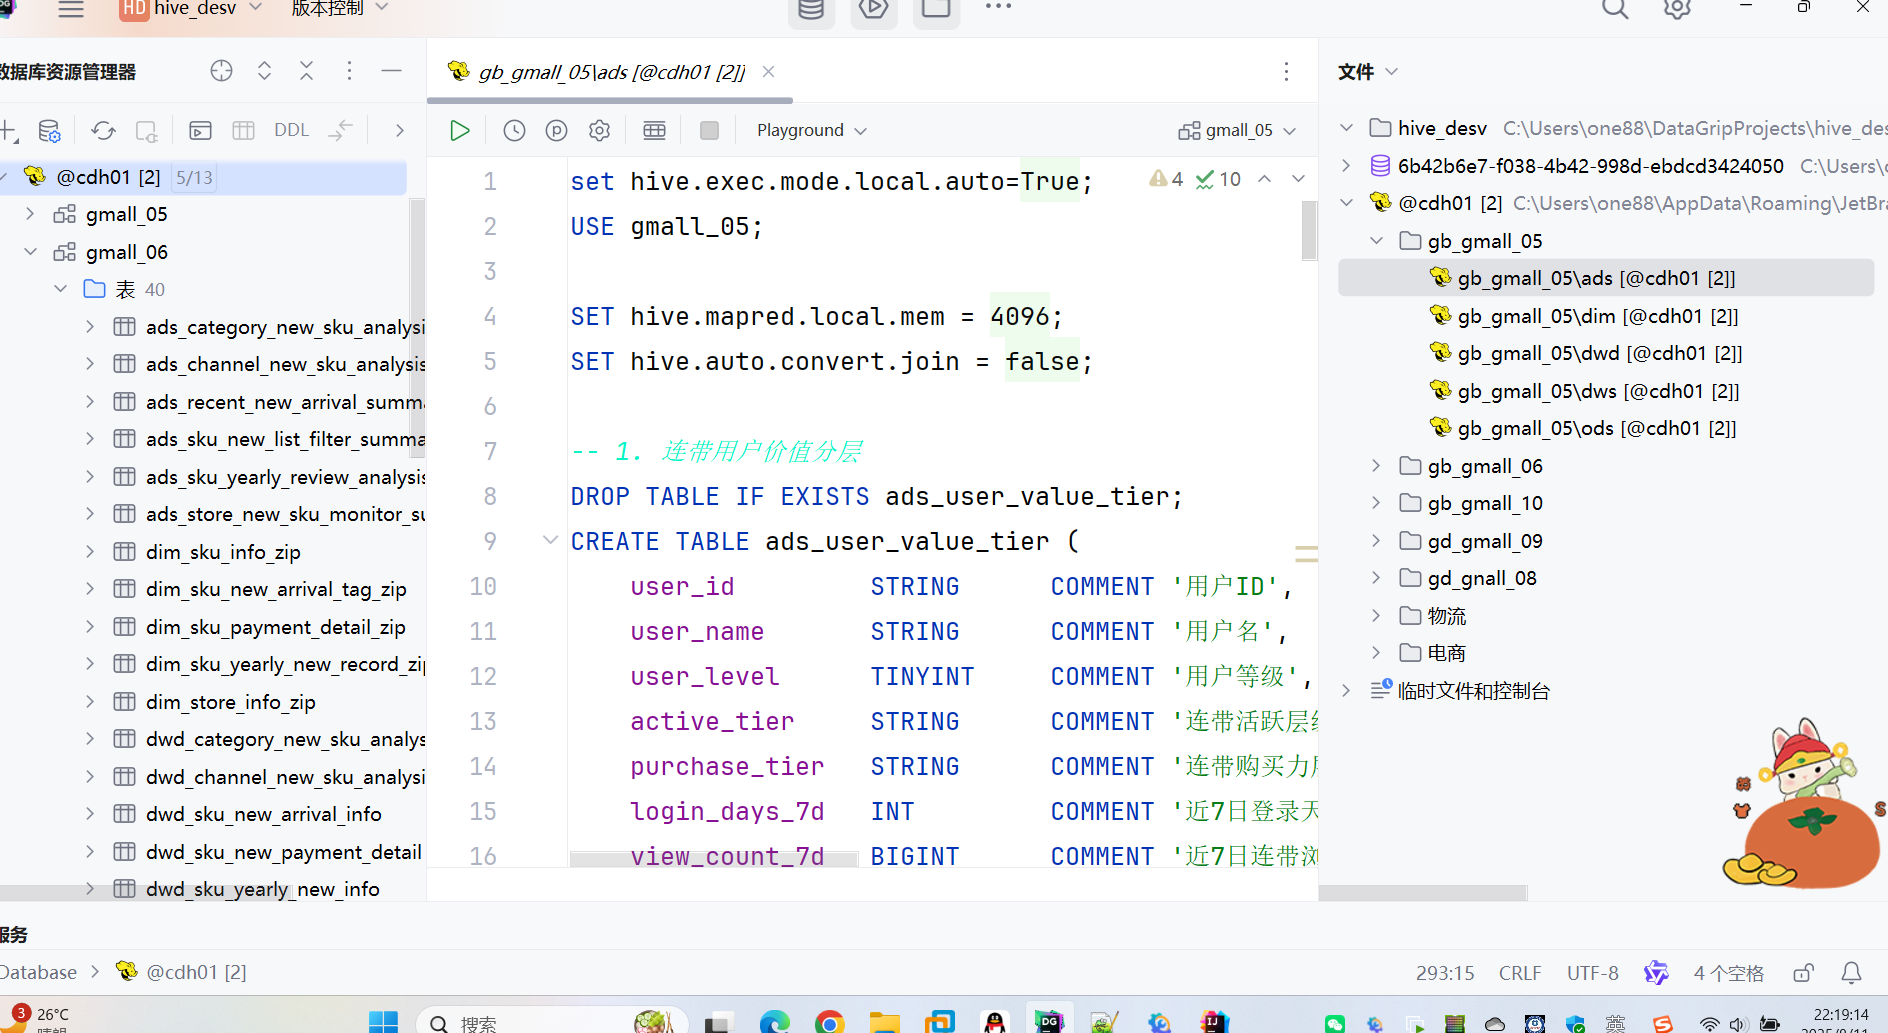 HD hive_desv
版本控制
数据库资源管理器
gb_gmall_05\ads [@cdh01 [2]]
文件
DDL
Playground
gmall_05
@cdh01 [2] 5/13
gmall_05
gmall_06
表 40
ads_category_new_sku_analysi
ads_channel_new_sku_analysis
ads_recent_new_arrival_summa
ads_sku_new_list_filter_summa
ads_sku_yearly_review_analysis
ads_store_new_sku_monitor_su
dim_sku_info_zip
dim_sku_new_arrival_tag_zip
dim_sku_payment_detail_zip
dim_sku_yearly_new_record_zip
dim_store_info_zip
dwd_category_new_sku_analys
dwd_channel_new_sku_analysi
dwd_sku_new_arrival_info
dwd_sku_new_payment_detail
dwd_sku_yearly_new_info
4 10
1 set hive.exec.mode.local.auto=True;
2 USE gmall_05;
3
4 SET hive.mapred.local.mem = 4096;
5 SET hive.auto.convert.join = false;
6
7 -- 1. 连带用户价值分层
8 DROP TABLE IF EXISTS ads_user_value_tier;
9 CREATE TABLE ads_user_value_tier (
10 user_id STRING COMMENT '用户ID',
11 user_name STRING COMMENT '用户名',
12 user_level TINYINT COMMENT '用户等级',
13 active_tier STRING COMMENT '连带活跃层级
14 purchase_tier STRING COMMENT '连带购买力层
15 login_days_7d INT COMMENT '近7日登录天
16 view_count_7d BIGINT COMMENT '近7日连带浏
hive_desv C:\Users\one88\DataGripProjects\hive_des
6b42b6e7-f038-4b42-998d-ebdcd3424050 C:\Users\
@cdh01 [2] C:\Users\one88\AppData\Roaming\JetBra
gb_gmall_05
gb_gmall_05\ads [@cdh01 [2]]
gb_gmall_05\dim [@cdh01 [2]]
gb_gmall_05\dwd [@cdh01 [2]]
gb_gmall_05\dws [@cdh01 [2]]
gb_gmall_05\ods [@cdh01 [2]]
gb_gmall_06
gb_gmall_10
gd_gmall_09
gd_gnall_08
物流
电商
临时文件和控制台
服务
Database @cdh01 [2]
293:15 CRLF UTF-8 4 个空格
3 26°C
搜索
DG
IJ
英
22:19:14